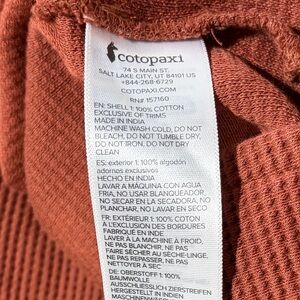 cotopaxi
74 S MAIN ST
SALT LAKE CITY, UT 84101 US
+844-268-6729
COTOPAXI.COM
RN# 157160
EN: SHELL 1: 100% COTTON
EXCLUSIVE OF TRIMS
MADE IN INDIA
MACHINE WASH COLD, DO NOT
BLEACH, DO NOT TUMBLE DRY,
DO NOT IRON, DO NOT DRY
CLEAN
ES: exterior 1: 100% algodón
adornos exclusivos
HECHO EN INDIA
LAVAR A MÁQUINA CON AGUA
FRIA, NO USAR BLANQUEADOR,
NO SECAR EN LA SECADORA, NO
PLANCHAR, NO LAVAR EN SECO
FR: EXTÉRIEUR 1: 100% COTON
À L'EXCLUSION DES BORDURES
FABRIQUÉ EN INDE
LAVER À LA MACHINE À FROID,
NE PAS BLANCHIR, NE PAS
FAIRE SÉCHER AU SÈCHE-LINGE,
NE PAS REPASSER, NE PAS
NETTOYER À SEC
DE: OBERSTOFF 1: 100%
BAUMWOLLE
AUSSCHLIESSLICH ZIERSTREIFEN
HERGESTELLT IN INDIEN